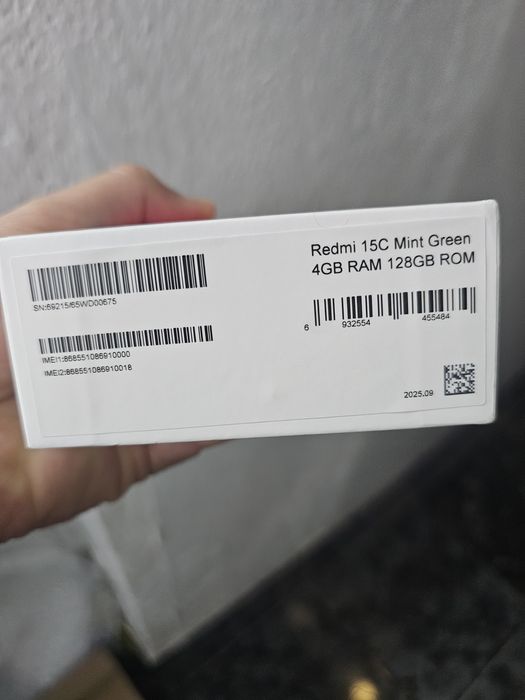 Redmi 15C Mint Green
4GB RAM 128GB ROM
SN:69215/65WD00675
6 932554 455484
IMEI1:868551086910000
IMEI2:868551086910018
2025.09